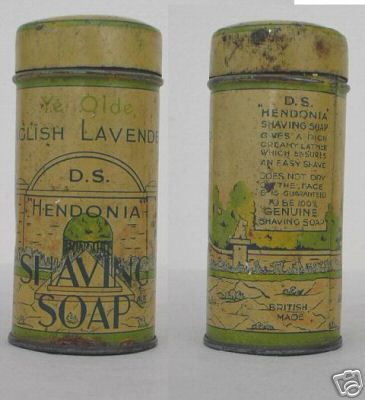 Ye Olde
GLISH LAVENDE
D.S.
"HENDONIA"
SHAVING
SOAP
D.S.
"HENDONIA"
SHAVING SOAP
GIVES A RICH
CREAMY LATHER
WHICH ENSURES
AN EASY SHAVE
DOES NOT DRY
ON THE FACE
& IS GUARANTEED
TO BE 100%
GENUINE
SHAVING SOAP
BRITISH
MADE